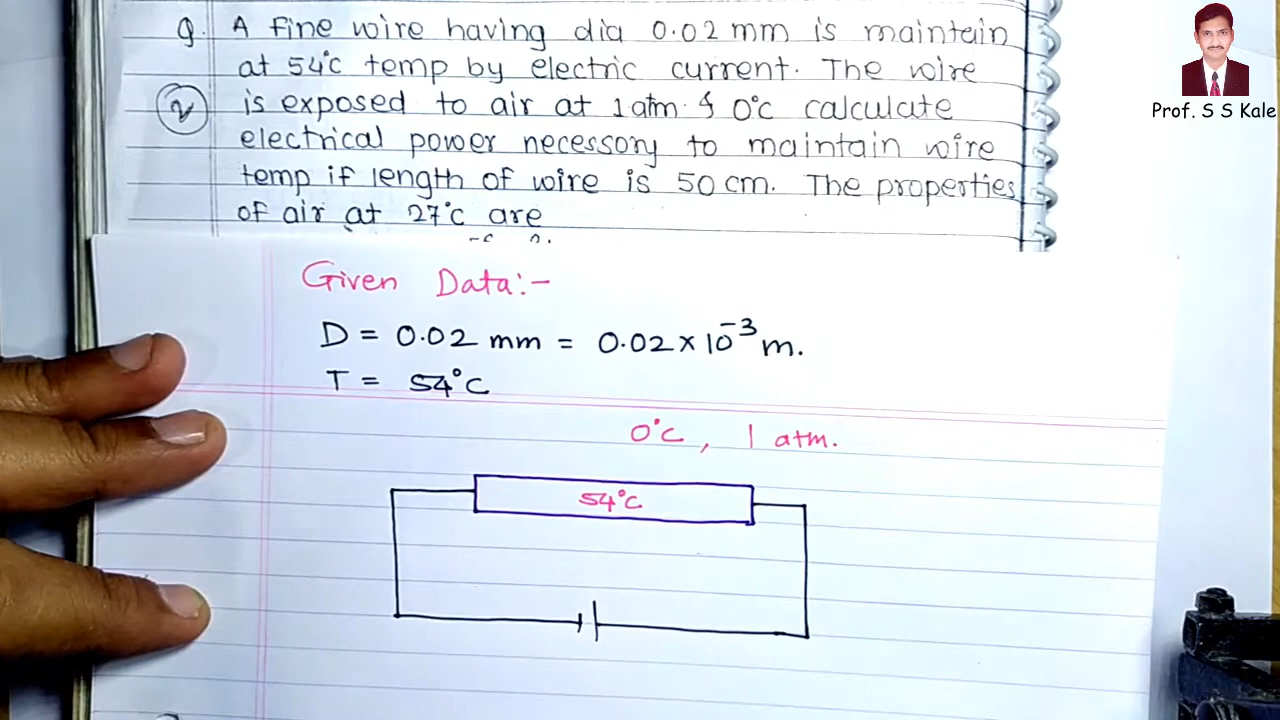 Q. A fine wire having dia 0.02 mm is maintain
at 54°C temp by electric current. The wire
is exposed to air at 1 atm & 0°C calculate
electrical power necessory to maintain wire
temp if length of wire is 50 cm. The properties
of air at 27°C are
Prof. S S Kale
Given Data:-
D = 0.02 mm = 0.02 × 10⁻³ m.
T = 54°C
0°C, 1 atm.
54°C